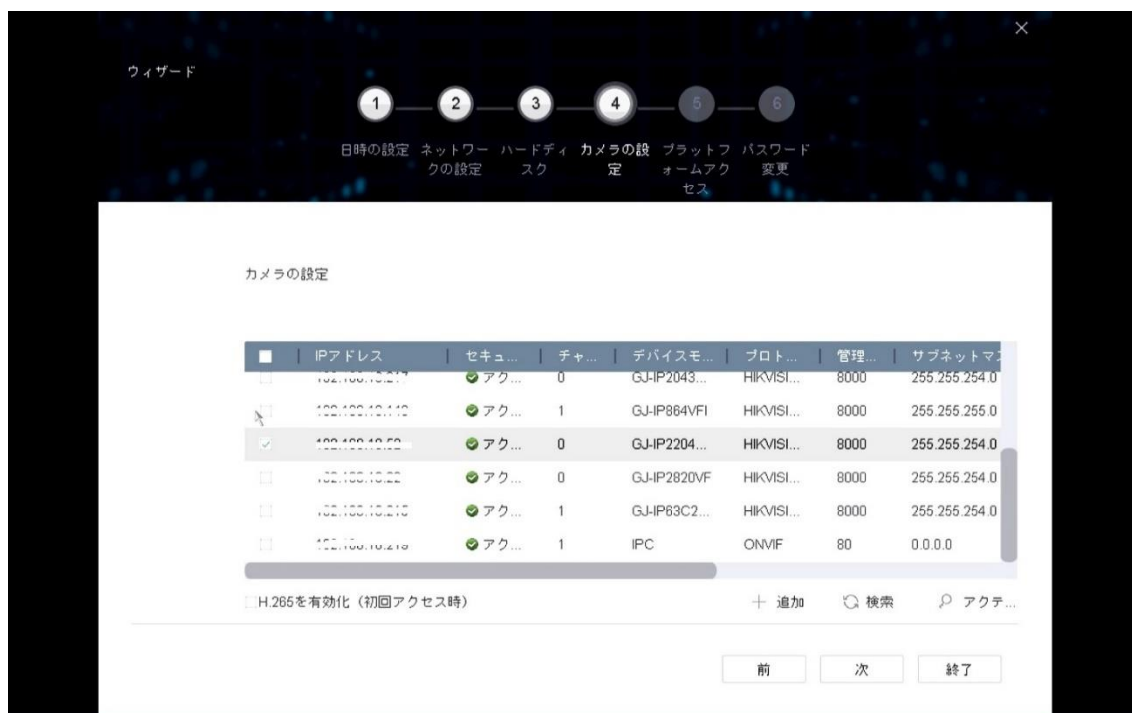 ウィザード
1 2 3 4 5 6
日時の設定 ネットワー ハードディ カメラの設 プラットフ パスワード
クの設定 スク 定 ォームアク 変更
セス
カメラの設定
IPアドレス セキュ... チャ... デバイスモ... プロト... 管理... サブネットマ
アク... 0 GJ-IP2043... HIKVISI... 8000 255.255.254.0
アク... 1 GJ-IP864VFI HIKVISI... 8000 255.255.255.0
アク... 0 GJ-IP2204... HIKVISI... 8000 255.255.254.0
アク... 0 GJ-IP2820VF HIKVISI... 8000 255.255.254.0
アク... 1 GJ-IP63C2... HIKVISI... 8000 255.255.254.0
アク... 1 IPC ONVIF 80 0.0.0.0
H.265を有効化（初回アクセス時） 追加 検索 アクテ...
前 次 終了